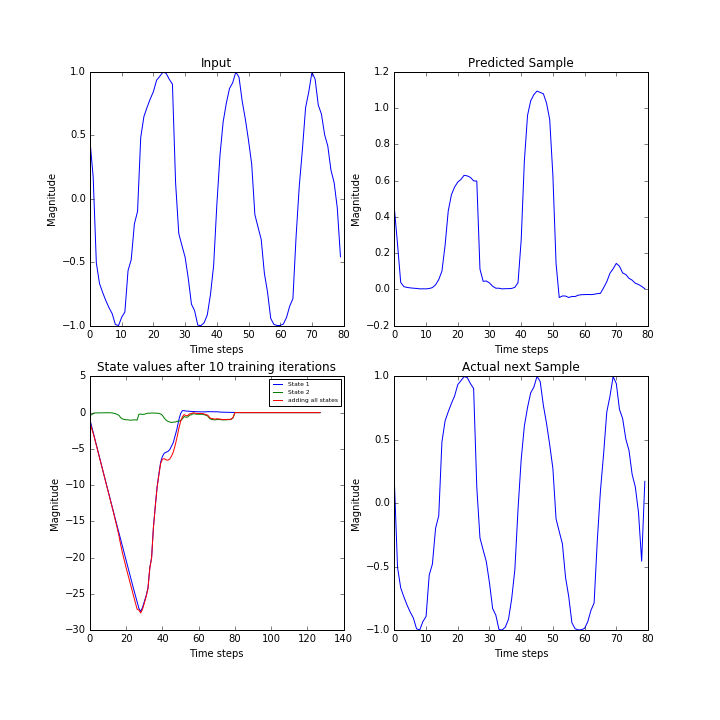 Input
1.0
0.5
0.0
−0.5
−1.0
Magnitude
0 10 20 30 40 50 60 70 80
Time steps
Predicted Sample
1.2
1.0
0.8
0.6
0.4
0.2
0.0
−0.2
Magnitude
0 10 20 30 40 50 60 70 80
Time steps
State values after 10 training iterations
5
0
−5
−10
−15
−20
−25
−30
Magnitude
State 1
State 2
adding all states
0 20 40 60 80 100 120 140
Time steps
Actual next Sample
1.0
0.5
0.0
−0.5
−1.0
Magnitude
0 10 20 30 40 50 60 70 80
Time steps